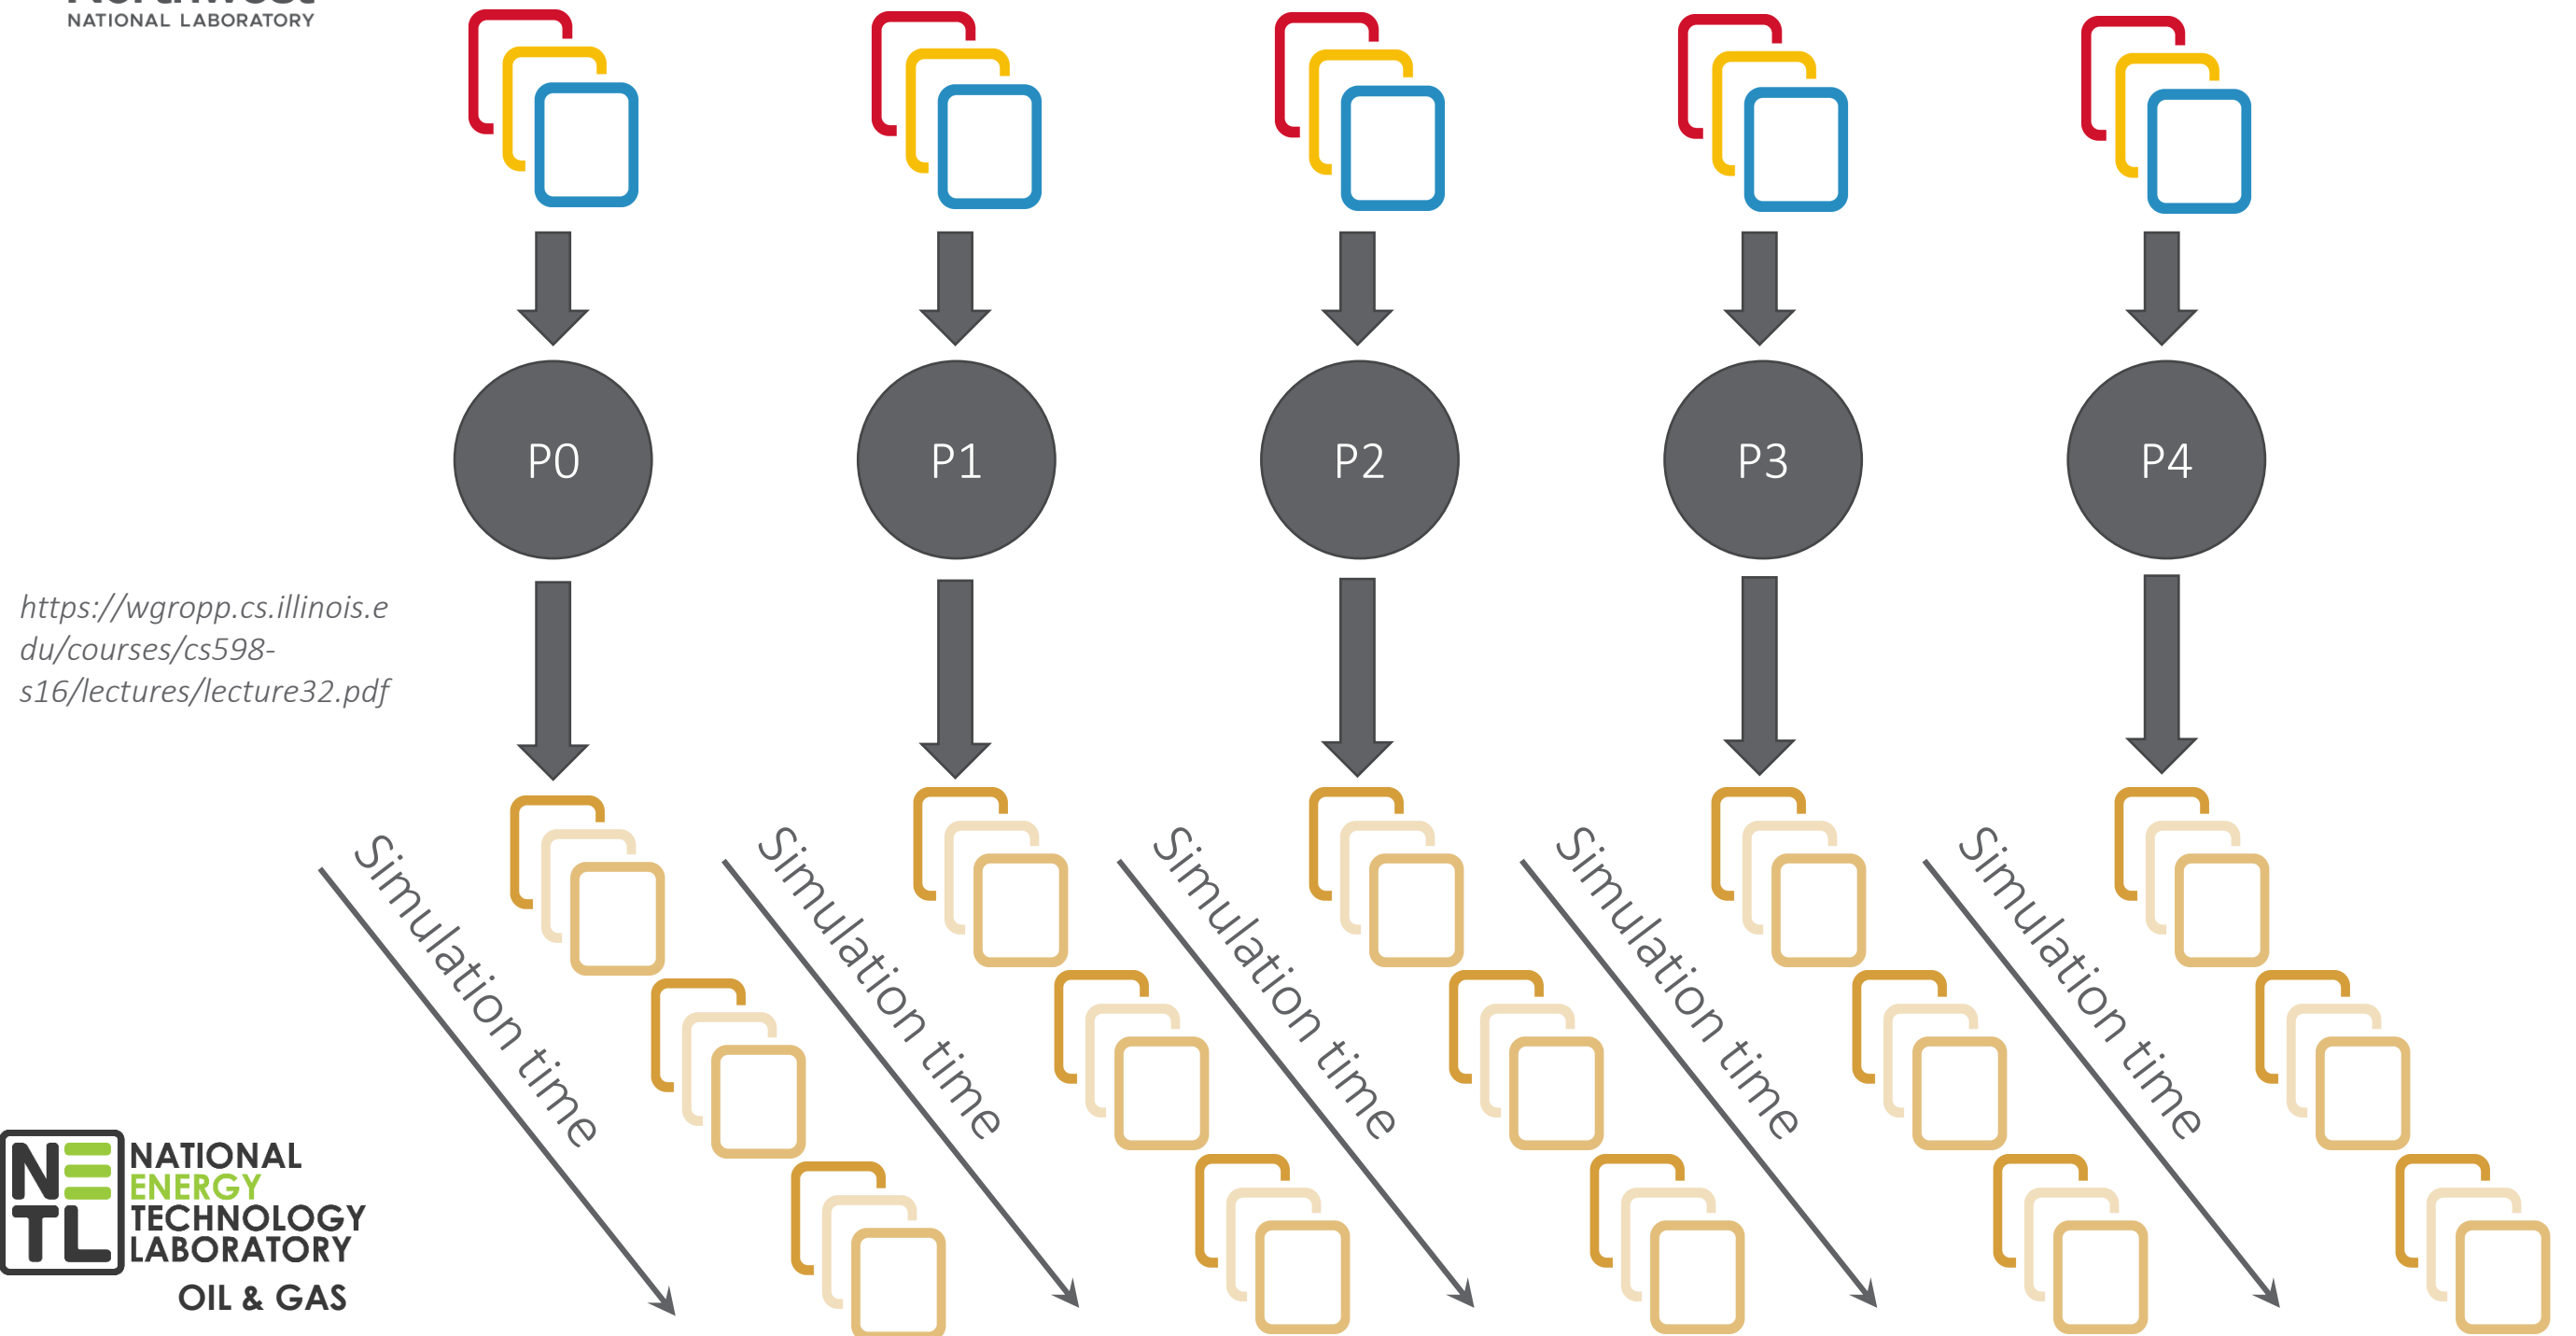 NATIONAL LABORATORY
P0
P1
P2
P3
P4
https://wgropp.cs.illinois.e
du/courses/cs598-
s16/lectures/lecture32.pdf
Simulation time
Simulation time
Simulation time
Simulation time
Simulation time
NETL
NATIONAL
ENERGY
TECHNOLOGY
LABORATORY
OIL & GAS